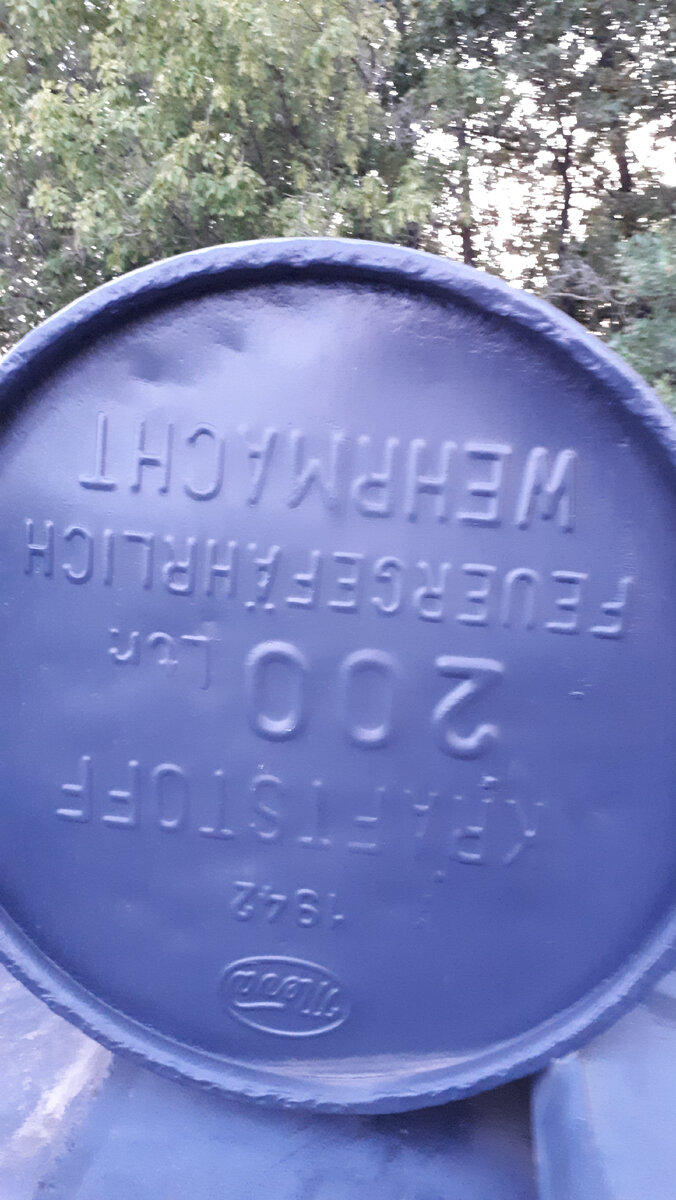 1942
KRAFTSTOFF
200 Ltr.
FEUERGEFÄHRLICH
WEHRMACHT